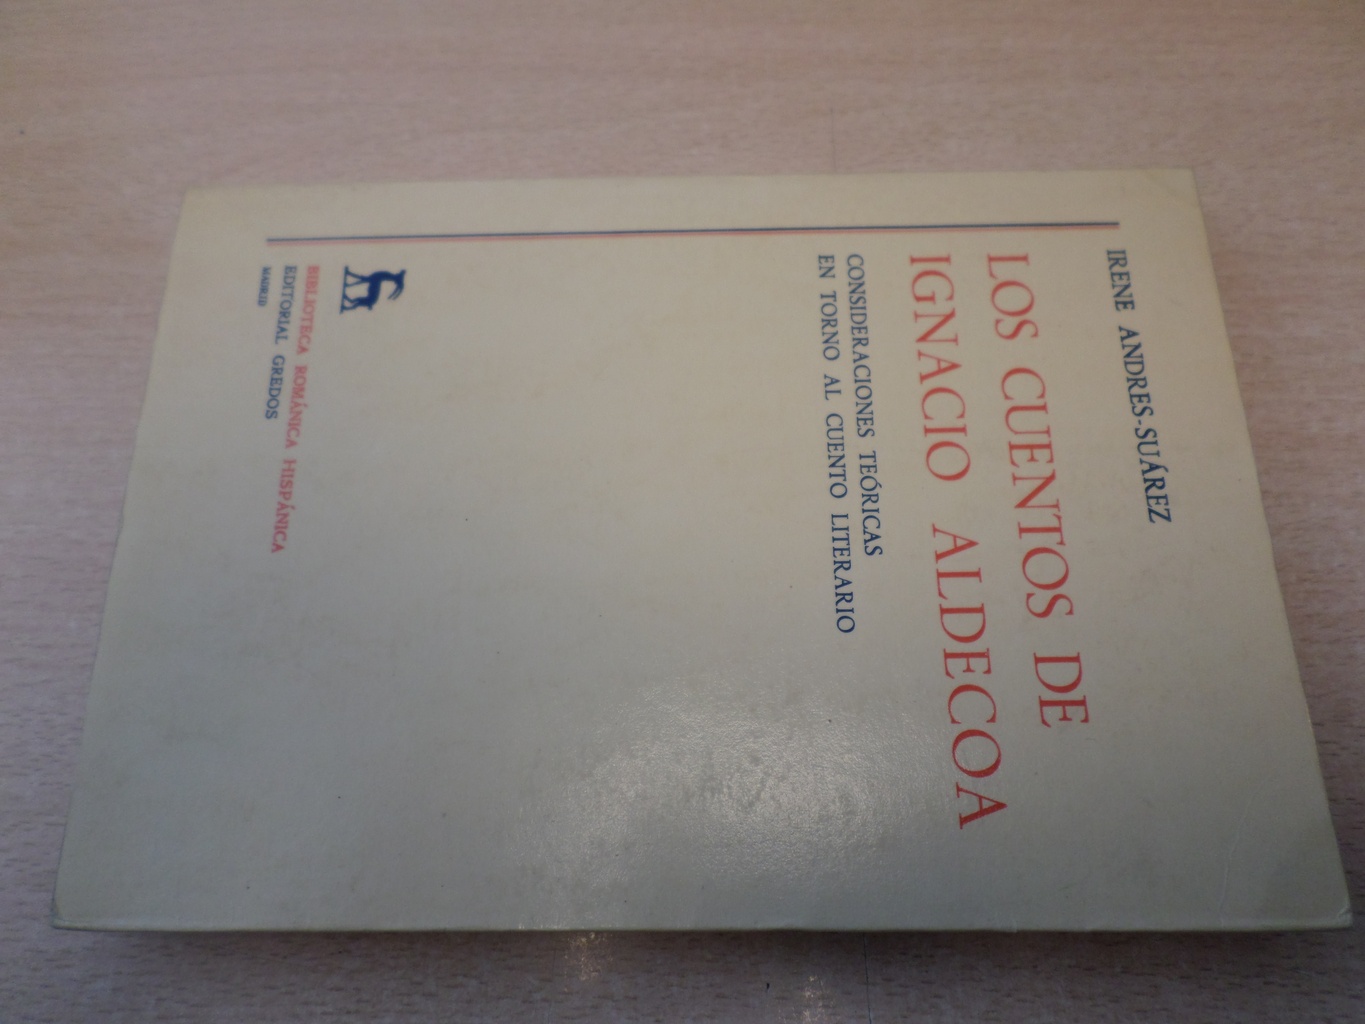 IRENE ANDRES-SUÁREZ
LOS CUENTOS DE
IGNACIO ALDECOA
CONSIDERACIONES TEÓRICAS
EN TORNO AL CUENTO LITERARIO
BIBLIOTECA ROMÁNICA HISPÁNICA
EDITORIAL GREDOS
MADRID